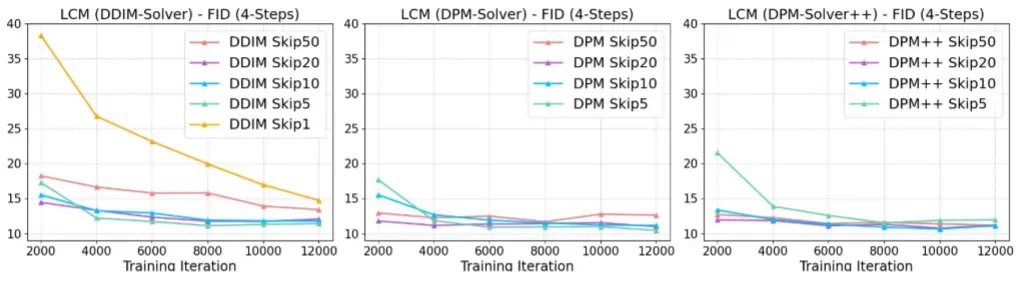 LCM (DDIM-Solver) - FID (4-Steps)
40
35
30
25
20
15
10
2000 4000 6000 8000 10000 12000
Training Iteration
DDIM Skip50
DDIM Skip20
DDIM Skip10
DDIM Skip5
DDIM Skip1
LCM (DPM-Solver) - FID (4-Steps)
40
35
30
25
20
15
10
2000 4000 6000 8000 10000 12000
Training Iteration
DPM Skip50
DPM Skip20
DPM Skip10
DPM Skip5
LCM (DPM-Solver++) - FID (4-Steps)
40
35
30
25
20
15
10
2000 4000 6000 8000 10000 12000
Training Iteration
DPM++ Skip50
DPM++ Skip20
DPM++ Skip10
DPM++ Skip5